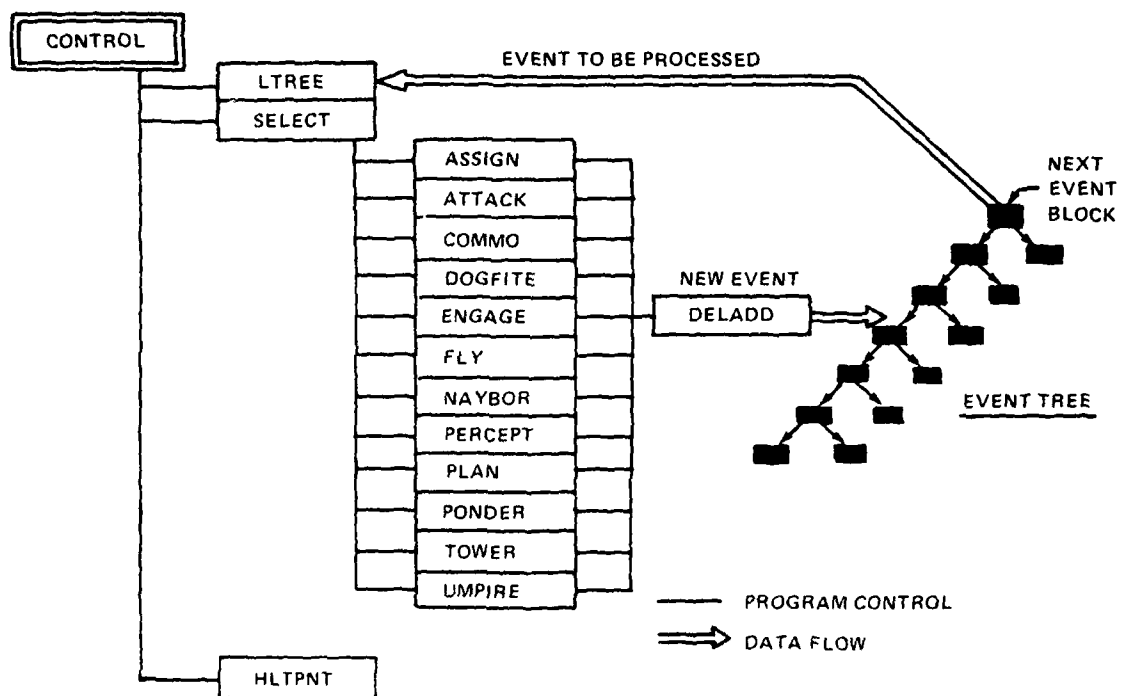 CONTROL
EVENT TO BE PROCESSED
LTREE
SELECT
ASSIGN
ATTACK
COMMO
DOGFITE
ENGAGE
FLY
NAYBOR
PERCEPT
PLAN
PONDER
TOWER
UMPIRE
NEW EVENT
DELADD
NEXT
EVENT
BLOCK
EVENT TREE
PROGRAM CONTROL
DATA FLOW
HLTPNT